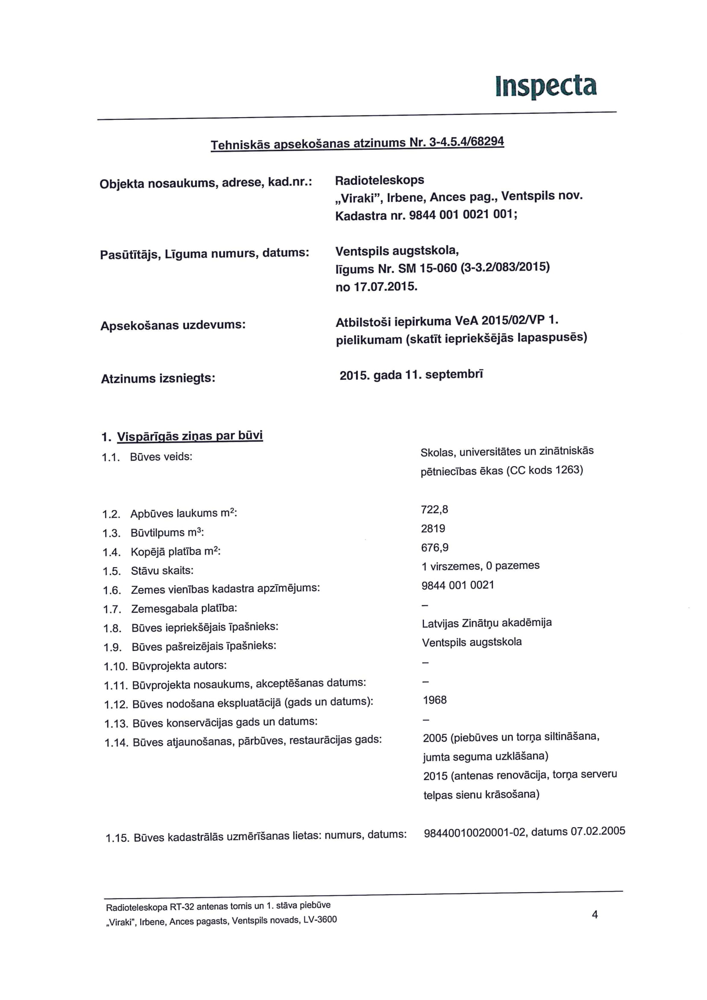 Inspecta
Tehniskās apsekošanas atzinums Nr. 3-4.5.4/68294
Objekta nosaukums, adrese, kad.nr.: Radioteleskops
„Viraki”, Irbene, Ances pag., Ventspils nov.
Kadastra nr. 9844 001 0021 001;
Pasūtītājs, Līguma numurs, datums: Ventspils augstskola,
līgums Nr. SM 15-060 (3-3.2/083/2015)
no 17.07.2015.
Apsekošanas uzdevums: Atbilstoši iepirkuma VeA 2015/02/VP 1.
pielikumam (skatīt iepriekšējās lapaspusēs)
Atzinums izsniegts: 2015. gada 11. septembrī
1. Vispārīgās ziņas par būvi
1.1. Būves veids: Skolas, universitātes un zinātniskās
pētniecības ēkas (CC kods 1263)
1.2. Apbūves laukums m²: 722,8
1.3. Būvtilpums m³: 2819
1.4. Kopējā platība m²: 676,9
1.5. Stāvu skaits: 1 virszemes, 0 pazemes
1.6. Zemes vienības kadastra apzīmējums: 9844 001 0021
1.7. Zemesgabala platība: –
1.8. Būves iepriekšējais īpašnieks: Latvijas Zinātņu akadēmija
1.9. Būves pašreizējais īpašnieks: Ventspils augstskola
1.10. Būvprojekta autors: –
1.11. Būvprojekta nosaukums, akceptēšanas datums: –
1.12. Būves nodošana ekspluatācijā (gads un datums): 1968
1.13. Būves konservācijas gads un datums: –
1.14. Būves atjaunošanas, pārbūves, restaurācijas gads: 2005 (piebūves un torņa siltināšana,
jumta seguma uzklāšana)
2015 (antenas renovācija, torņa serveru
telpas sienu krāsošana)
1.15. Būves kadastrālās uzmērīšanas lietas: numurs, datums: 98440010020001-02, datums 07.02.2005
Radioteleskopa RT-32 antenas tornis un 1. stāva piebūve
„Viraki”, Irbene, Ances pagasts, Ventspils novads, LV-3600
4